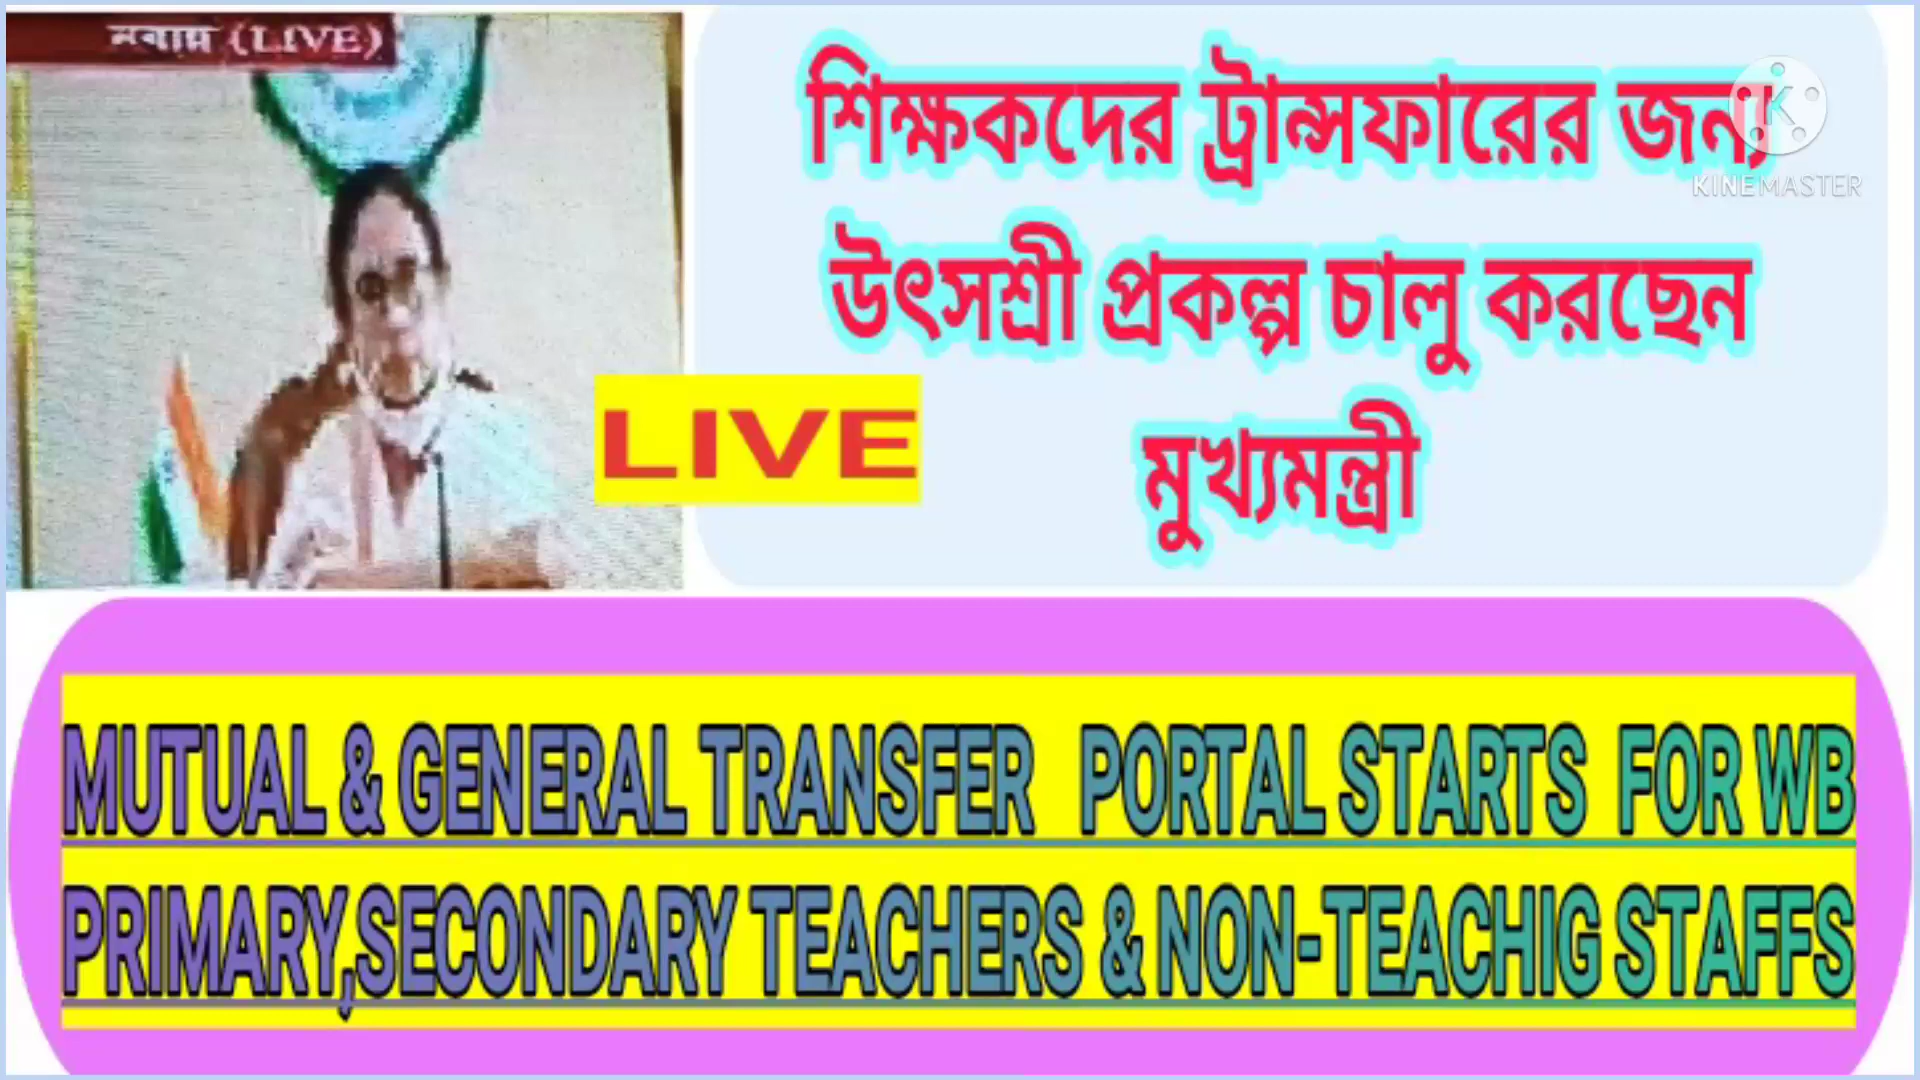 নবান্ন (LIVE)
শিক্ষকদের ট্রান্সফারের জন্য
KINEMASTER
উৎসশ্রী প্রকল্প চালু করছেন
মুখ্যমন্ত্রী
LIVE
MUTUAL & GENERAL TRANSFER PORTAL STARTS FOR WB
PRIMARY,SECONDARY TEACHERS & NON-TEACHIG STAFFS